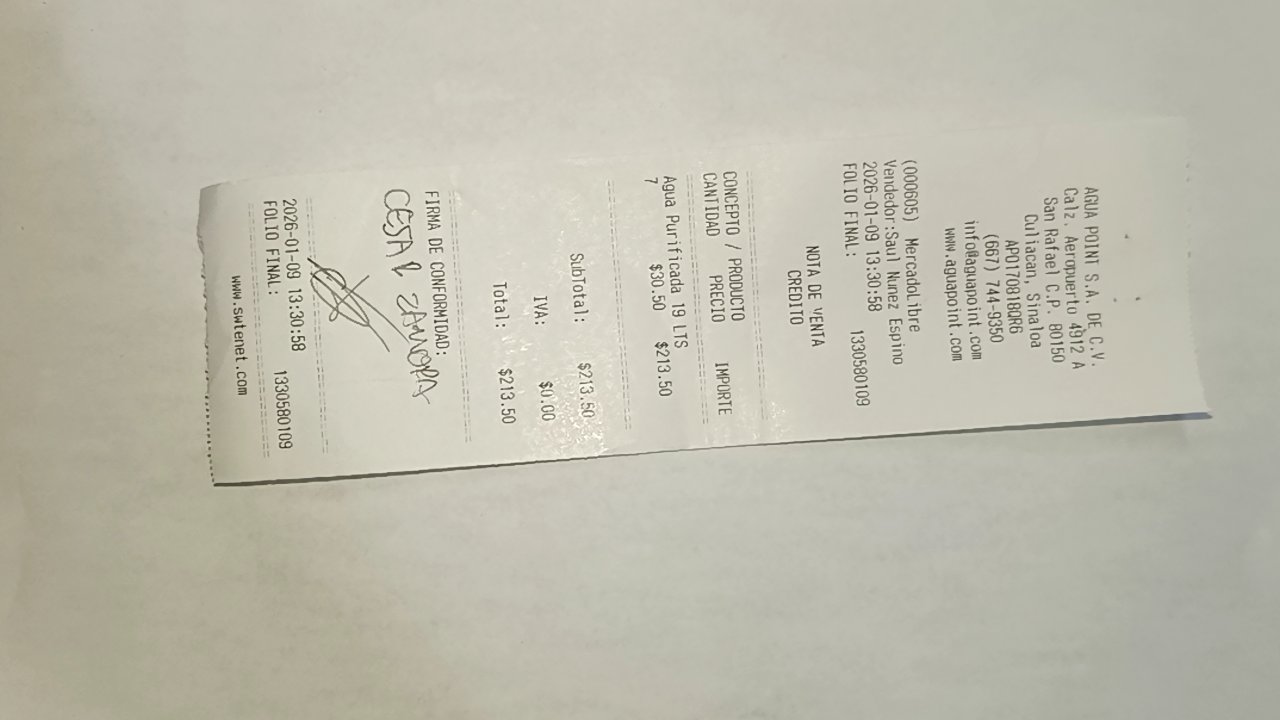 AGUA POINT S.A. DE C.V.
Calz. Aeropuerto 4912 A
San Rafael C.P. 80150
Culiacan, Sinaloa
APO170818Q86
(667) 744-9350
info@aguapoint.com
www.aguapoint.com
(000605) MercadoLibre
Vendedor:Saul Nunez Espino
2026-01-09 13:30:58
FOLIO FINAL: 1330580109
NOTA DE VENTA
CREDITO
CONCEPTO / PRODUCTO
CANTIDAD PRECIO IMPORTE
Agua Purificada 19 LTS
7 $30.50 $213.50
SubTotal: $213.50
IVA: $0.00
Total: $213.50
FIRMA DE CONFORMIDAD:
CESAR ZAMORA
2026-01-09 13:30:58
FOLIO FINAL: 1330580109
www.swtenet.com